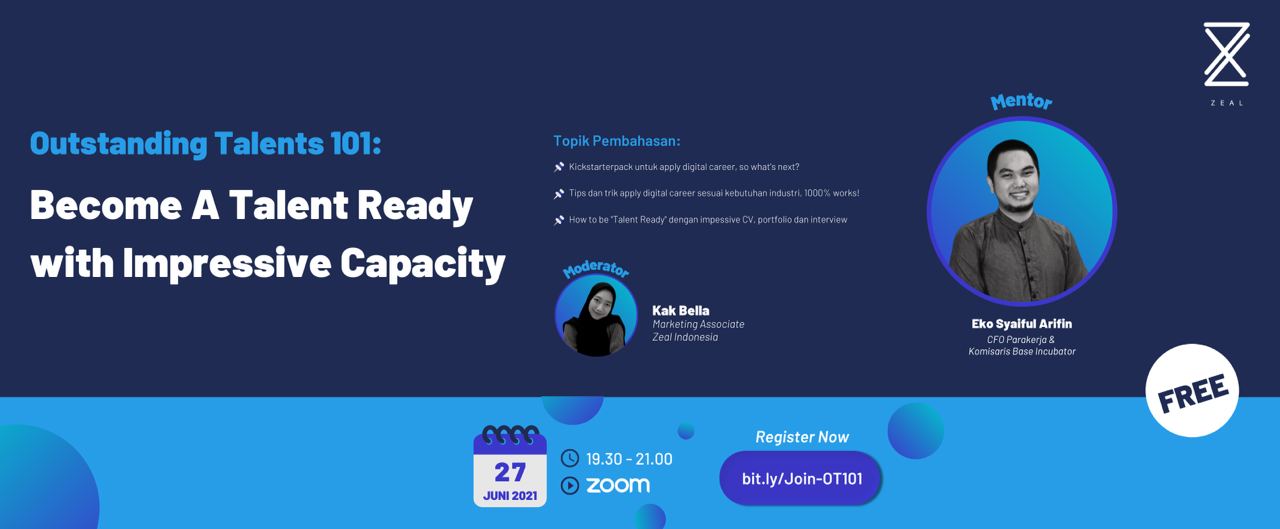 ZEAL
Outstanding Talents 101:
Become A Talent Ready
with Impressive Capacity
Topik Pembahasan:
Kickstarterpack untuk apply digital career, so what's next?
Tips dan trik apply digital career sesuai kebutuhan industri, 1000% works!
How to be "Talent Ready" dengan impessive CV, portfolio dan interview
Moderator
Kak Bella
Marketing Associate
Zeal Indonesia
Mentor
Eko Syaiful Arifin
CFO Parakerja &
Komisaris Base Incubator
FREE
27
JUNI 2021
19.30 - 21.00
zoom
Register Now
bit.ly/Join-OT101